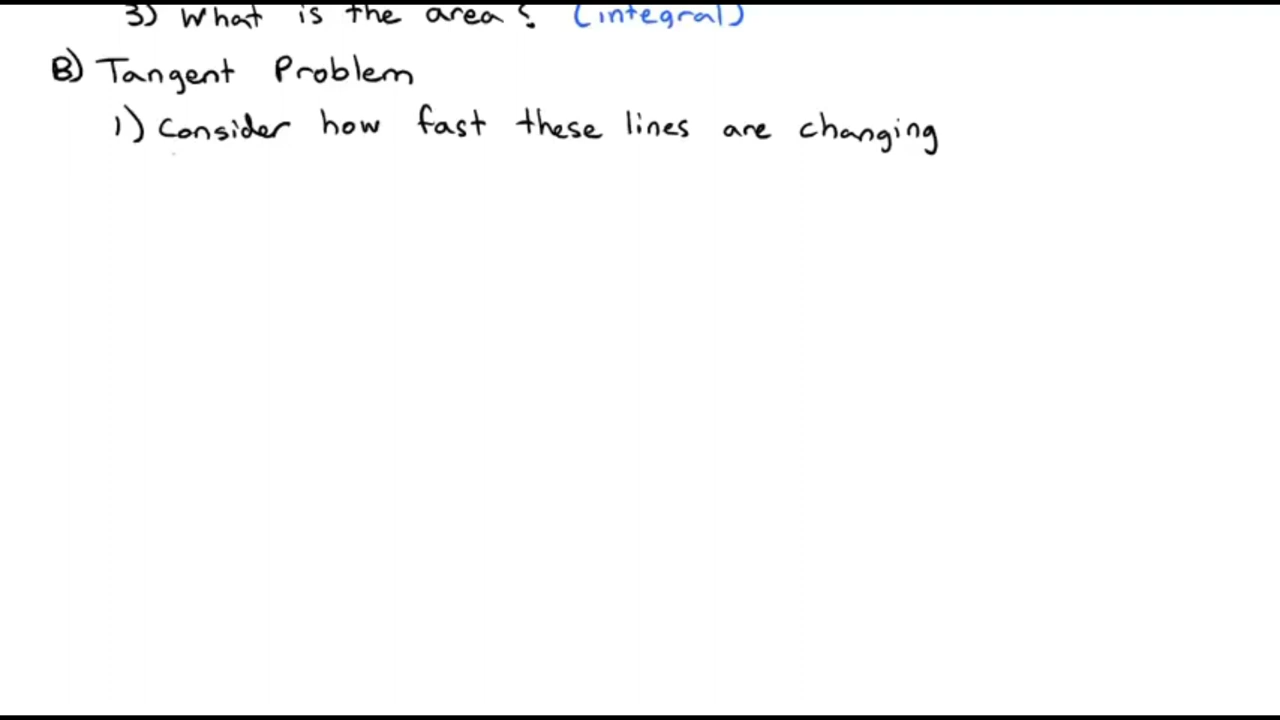 3) What is the area? (integral)
B) Tangent Problem
1) Consider how fast these lines are changing